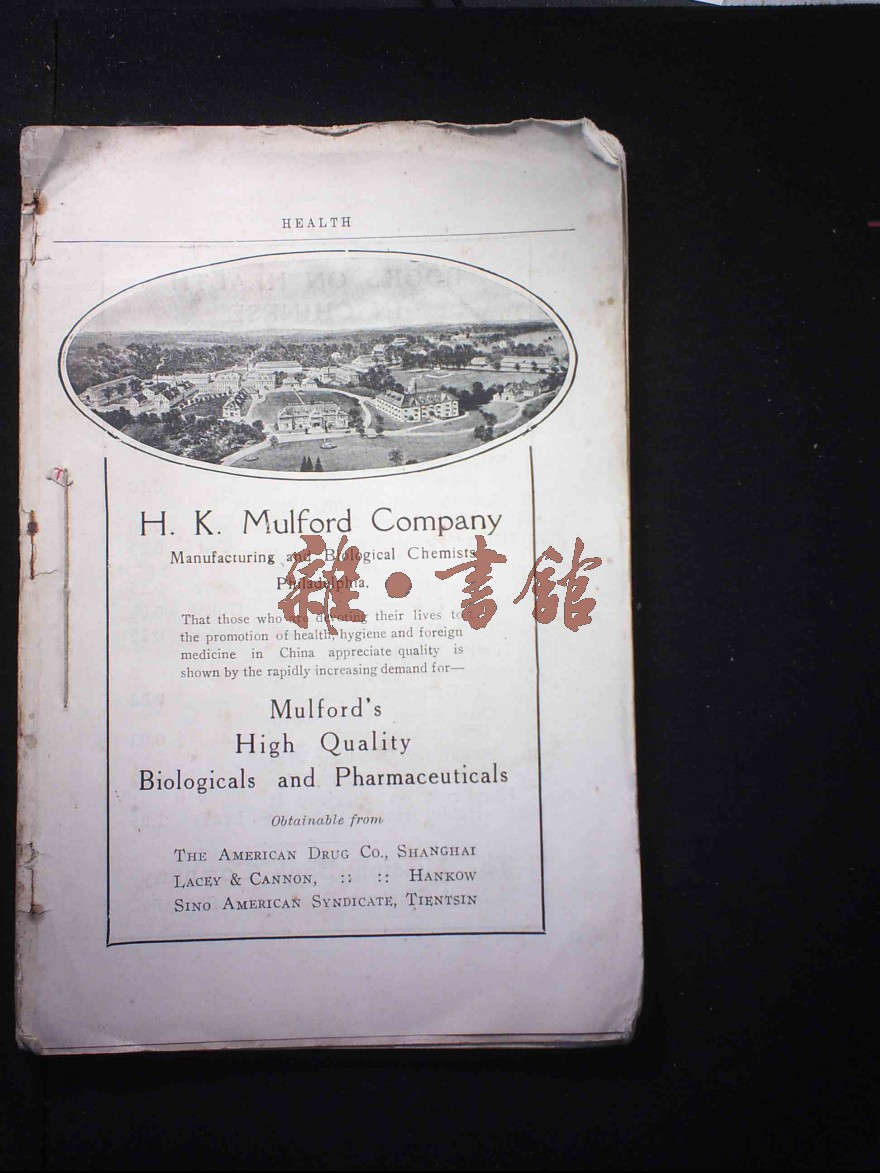 HEALTH
H. K. Mulford Company
Manufacturing and Biological Chemists
Philadelphia.
雜·書館
That those who are devoting their lives to
the promotion of health, hygiene and foreign
medicine in China appreciate quality is
shown by the rapidly increasing demand for—
Mulford's
High Quality
Biologicals and Pharmaceuticals
Obtainable from
THE AMERICAN DRUG CO., SHANGHAI
LACEY & CANNON, :: :: HANKOW
SINO AMERICAN SYNDICATE, TIENTSIN